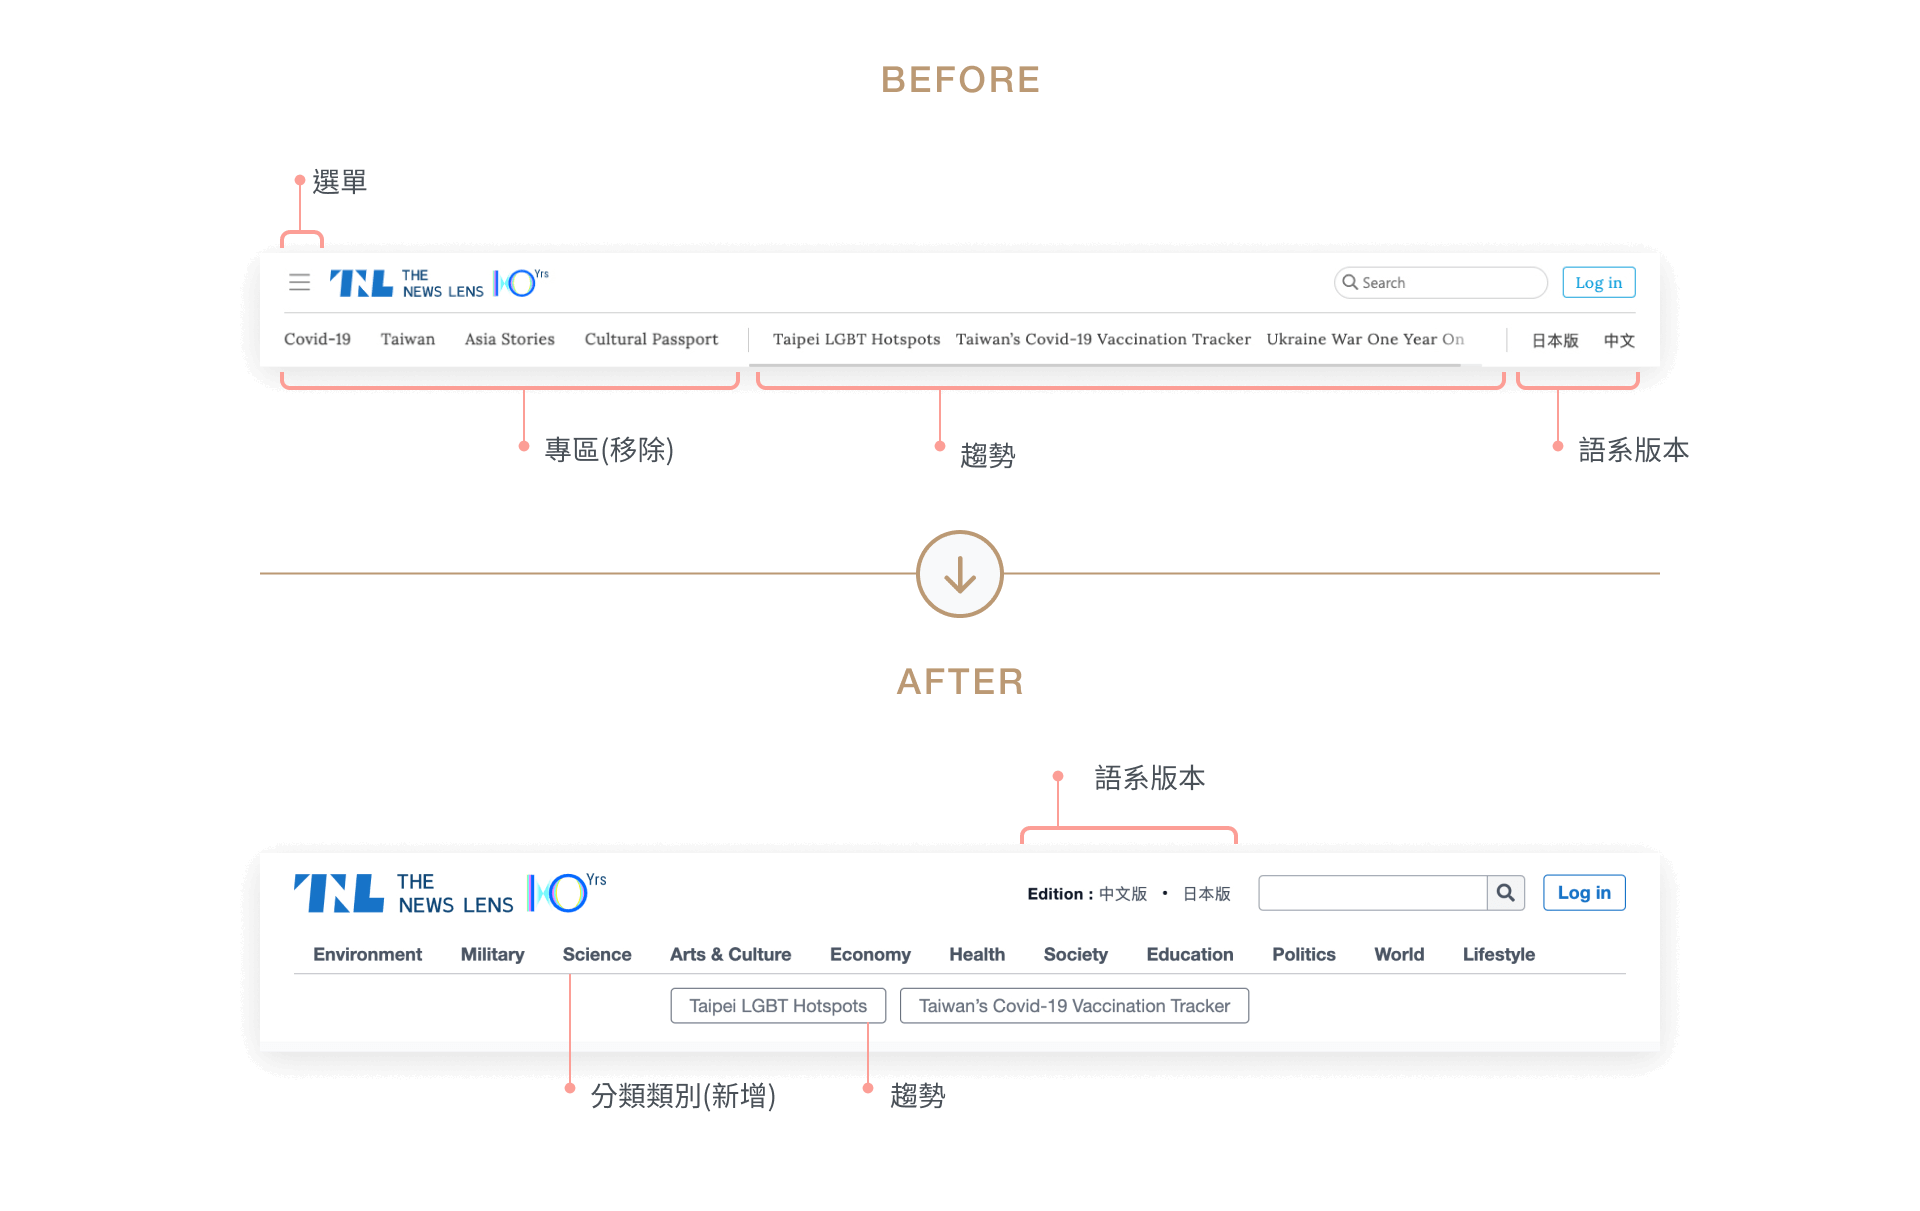 BEFORE
選單
TNL THE NEWS LENS 10 Yrs
Search
Log in
Covid-19 Taiwan Asia Stories Cultural Passport Taipei LGBT Hotspots Taiwan’s Covid-19 Vaccination Tracker Ukraine War One Year On 日本版 中文
專區(移除)
趨勢
語系版本
AFTER
語系版本
TNL THE NEWS LENS 10 Yrs
Edition : 中文版 • 日本版
Log in
Environment Military Science Arts & Culture Economy Health Society Education Politics World Lifestyle
Taipei LGBT Hotspots Taiwan’s Covid-19 Vaccination Tracker
分類類別(新增)
趨勢